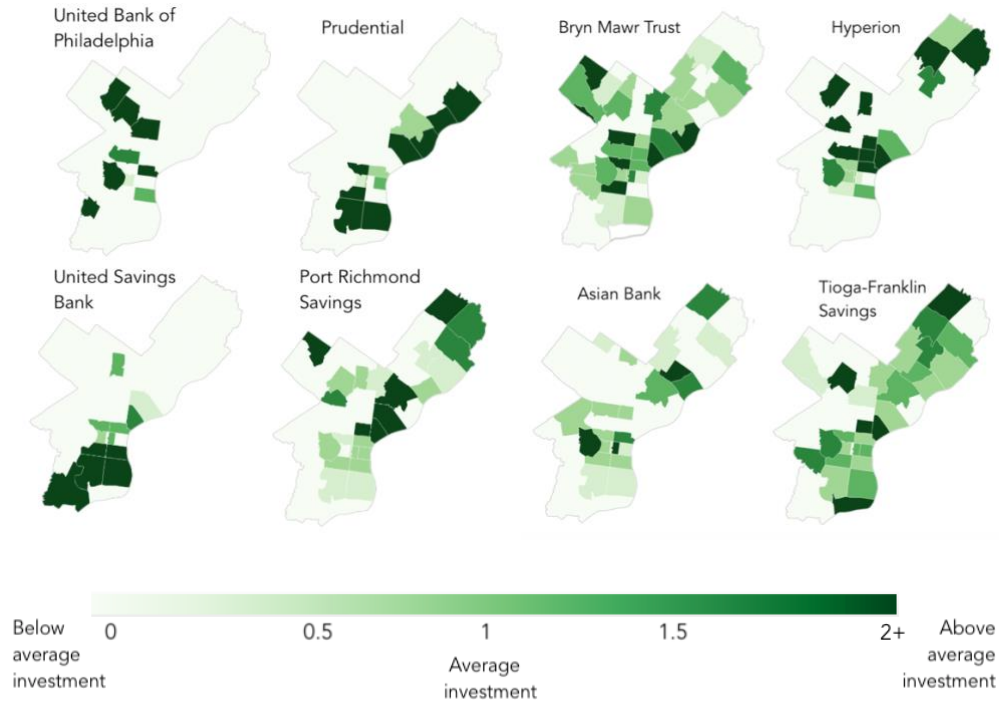 United Bank of
Philadelphia
Prudential
Bryn Mawr Trust
Hyperion
United Savings
Bank
Port Richmond
Savings
Asian Bank
Tioga-Franklin
Savings
Below
average
investment
0
0.5
1
1.5
2+
Average
investment
Above
average
investment